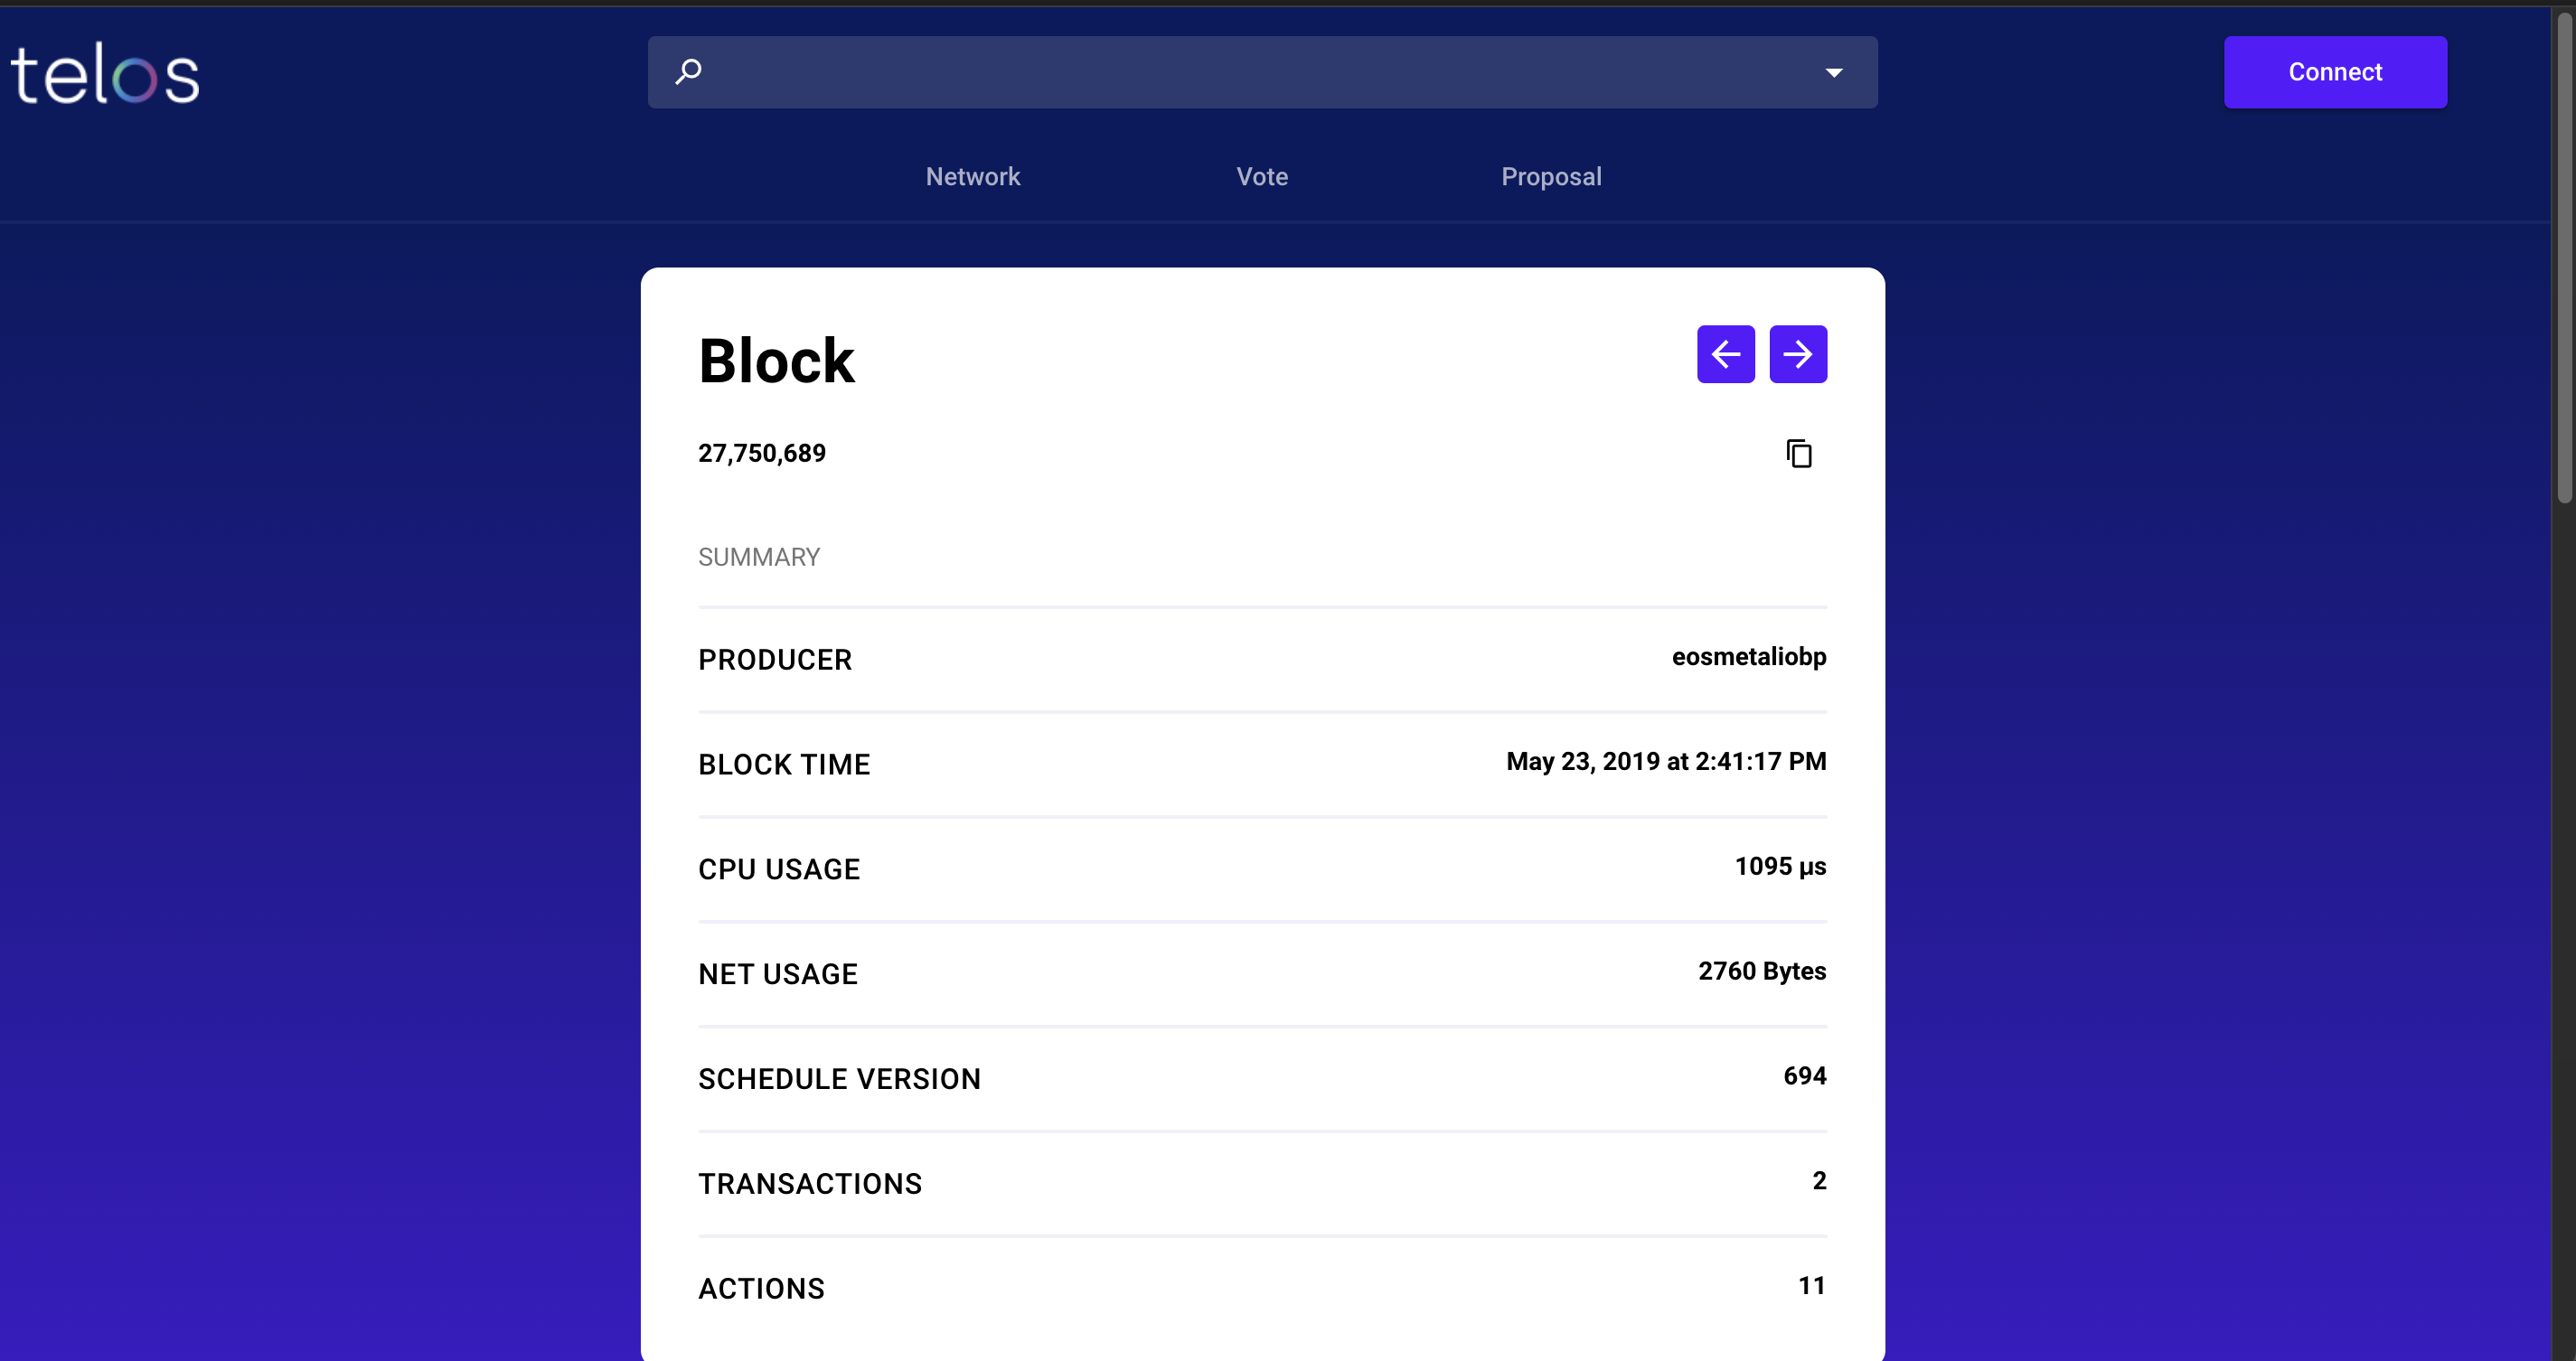 telos
Connect
Network Vote Proposal
Block
27,750,689
SUMMARY
PRODUCER eosmetaliobp
BLOCK TIME May 23, 2019 at 2:41:17 PM
CPU USAGE 1095 µs
NET USAGE 2760 Bytes
SCHEDULE VERSION 694
TRANSACTIONS 2
ACTIONS 11